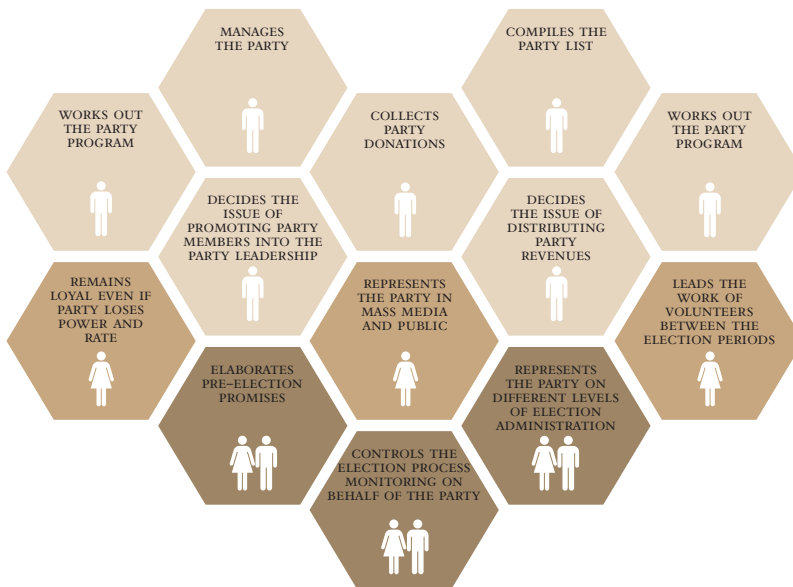 MANAGES
THE PARTY
COMPILES THE
PARTY LIST
WORKS OUT
THE PARTY
PROGRAM
COLLECTS
PARTY
DONATIONS
WORKS OUT
THE PARTY
PROGRAM
DECIDES THE
ISSUE OF
PROMOTING PARTY
MEMBERS INTO THE
PARTY LEADERSHIP
DECIDES
THE ISSUE OF
DISTRIBUTING
PARTY
REVENUES
REMAINS
LOYAL EVEN IF
PARTY LOSES
POWER AND
RATE
REPRESENTS
THE PARTY IN
MASS MEDIA
AND PUBLIC
LEADS THE
WORK OF
VOLUNTEERS
BETWEEN THE
ELECTION PERIODS
ELABORATES
PRE-ELECTION
PROMISES
REPRESENTS
THE PARTY ON
DIFFERENT LEVELS
OF ELECTION
ADMINISTRATION
CONTROLS THE
ELECTION PROCESS
MONITORING ON
BEHALF OF THE PARTY